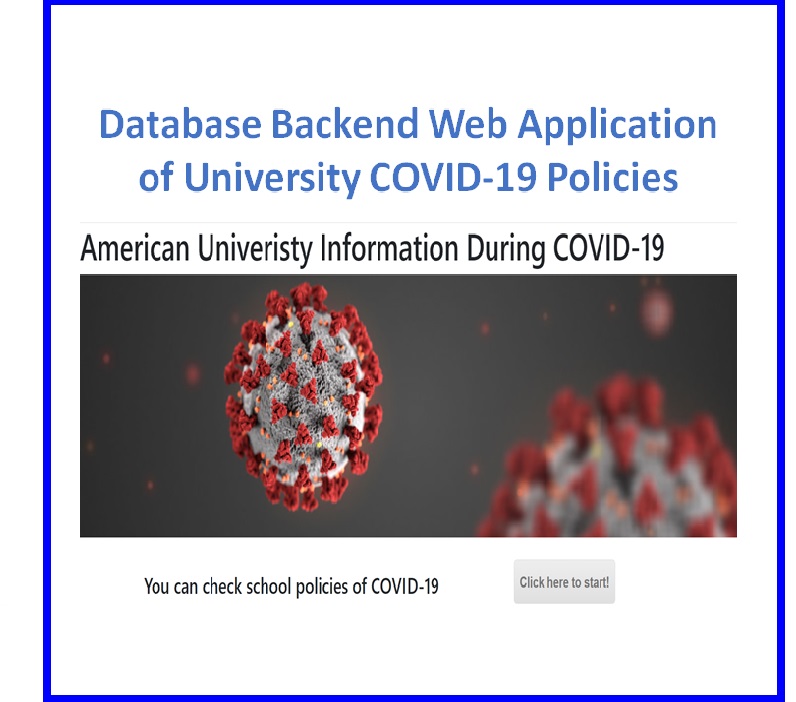 Database Backend Web Application
of University COVID-19 Policies
American Univeristy Information During COVID-19
You can check school policies of COVID-19
Click here to start!